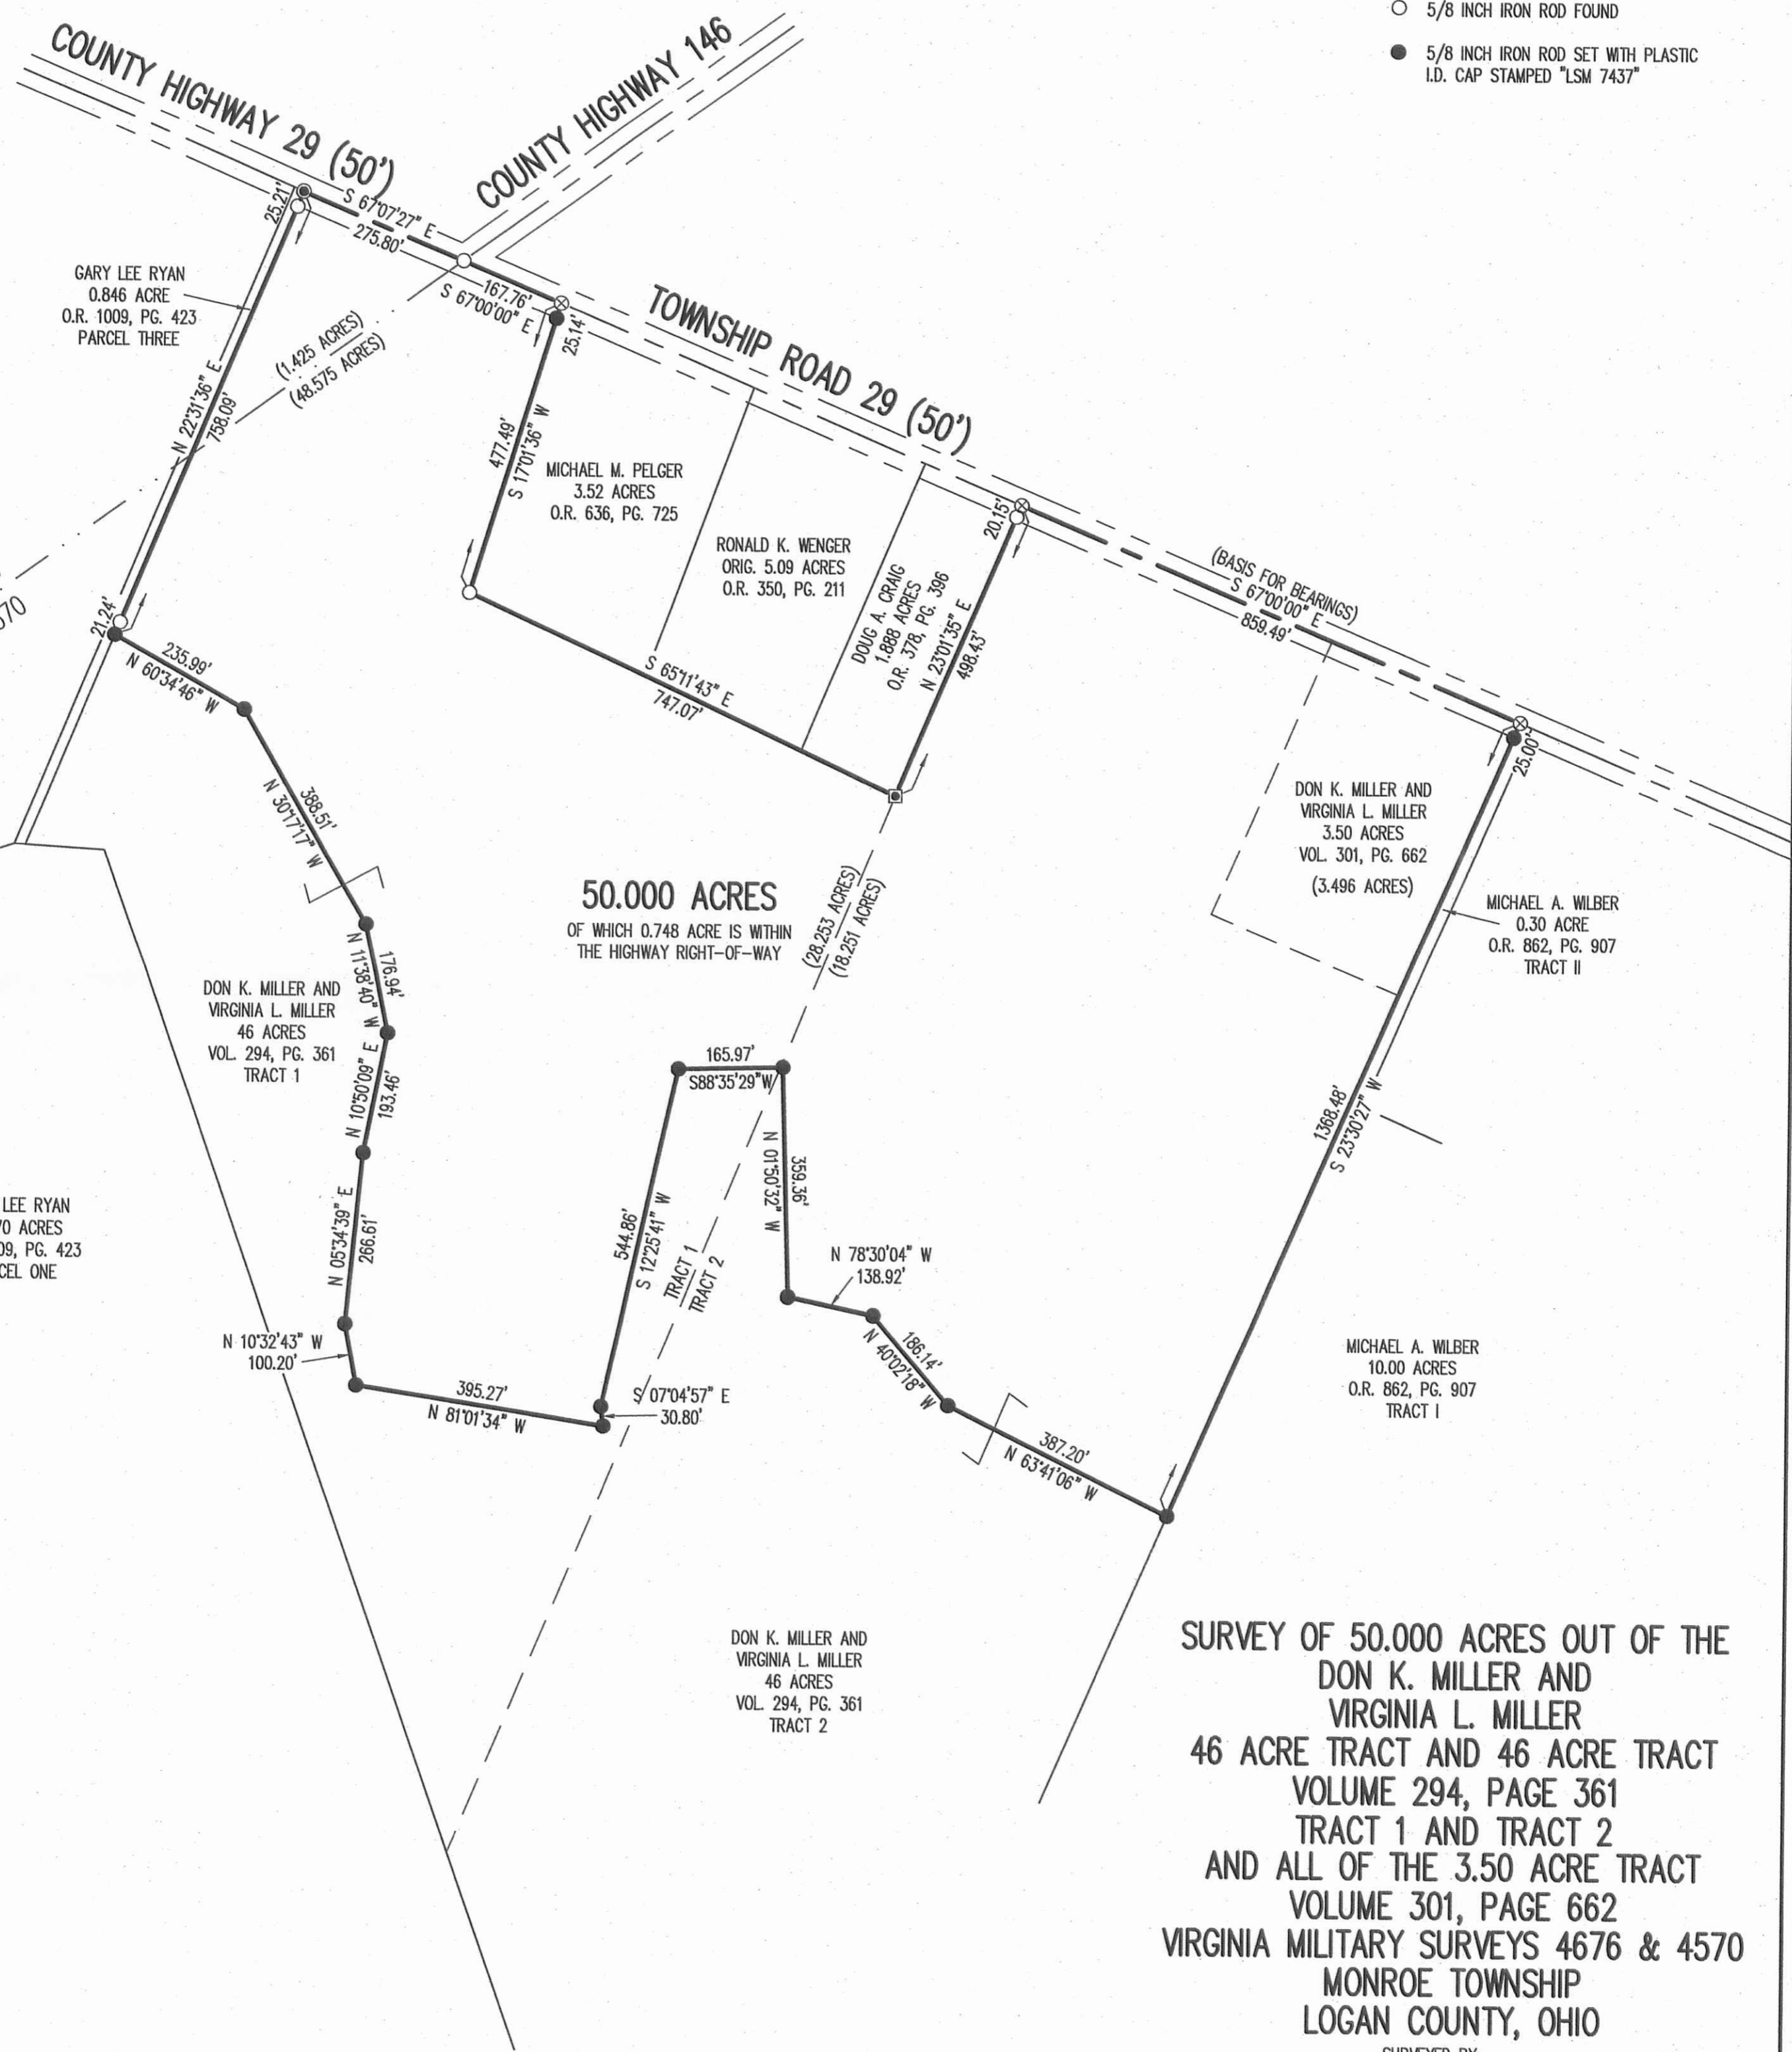 5/8 INCH IRON ROD FOUND
5/8 INCH IRON ROD SET WITH PLASTIC
I.D. CAP STAMPED "LSM 7437"
COUNTY HIGHWAY 29 (50')
COUNTY HIGHWAY 146
25.21'
S 67°07'27" E
275.80'
167.76'
S 67°00'00" E
25.14'
TOWNSHIP ROAD 29 (50')
GARY LEE RYAN
0.846 ACRE
O.R. 1009, PG. 423
PARCEL THREE
(1.425 ACRES)
(48.575 ACRES)
N 22°31'36" E
758.09'
477.49'
S 17°01'36" W
MICHAEL M. PELGER
3.52 ACRES
O.R. 636, PG. 725
RONALD K. WENGER
ORIG. 5.09 ACRES
O.R. 350, PG. 211
DOUG A. CRAIG
1.888 ACRES
O.R. 378, PG. 396
20.15'
N 23°01'35" E
498.43'
(BASIS FOR BEARINGS)
S 67°00'00" E
859.49'
21.24'
235.99'
N 60°34'46" W
S 65°11'43" E
747.07'
25.00'
DON K. MILLER AND
VIRGINIA L. MILLER
3.50 ACRES
VOL. 301, PG. 662
(3.496 ACRES)
388.51'
N 30°17'17" W
50.000 ACRES
OF WHICH 0.748 ACRE IS WITHIN
THE HIGHWAY RIGHT-OF-WAY
(28.253 ACRES)
(18.251 ACRES)
MICHAEL A. WILBER
0.30 ACRE
O.R. 862, PG. 907
TRACT II
176.94'
N 11°38'40" W
DON K. MILLER AND
VIRGINIA L. MILLER
46 ACRES
VOL. 294, PG. 361
TRACT 1
N 10°50'09" E
193.46'
165.97'
S88°35'29"W
1368.48'
S 23°30'27" W
359.36'
N 01°50'32" W
LEE RYAN
0 ACRES
09, PG. 423
CEL ONE
N 05°34'39" E
266.61'
544.86'
S 12°25'41" W
TRACT 1
TRACT 2
N 78°30'04" W
138.92'
N 10°32'43" W
100.20'
186.14'
N 40°02'18" W
MICHAEL A. WILBER
10.00 ACRES
O.R. 862, PG. 907
TRACT I
395.27'
N 81°01'34" W
S 07°04'57" E
30.80'
387.20'
N 63°41'06" W
DON K. MILLER AND
VIRGINIA L. MILLER
46 ACRES
VOL. 294, PG. 361
TRACT 2
SURVEY OF 50.000 ACRES OUT OF THE
DON K. MILLER AND
VIRGINIA L. MILLER
46 ACRE TRACT AND 46 ACRE TRACT
VOLUME 294, PAGE 361
TRACT 1 AND TRACT 2
AND ALL OF THE 3.50 ACRE TRACT
VOLUME 301, PAGE 662
VIRGINIA MILITARY SURVEYS 4676 & 4570
MONROE TOWNSHIP
LOGAN COUNTY, OHIO